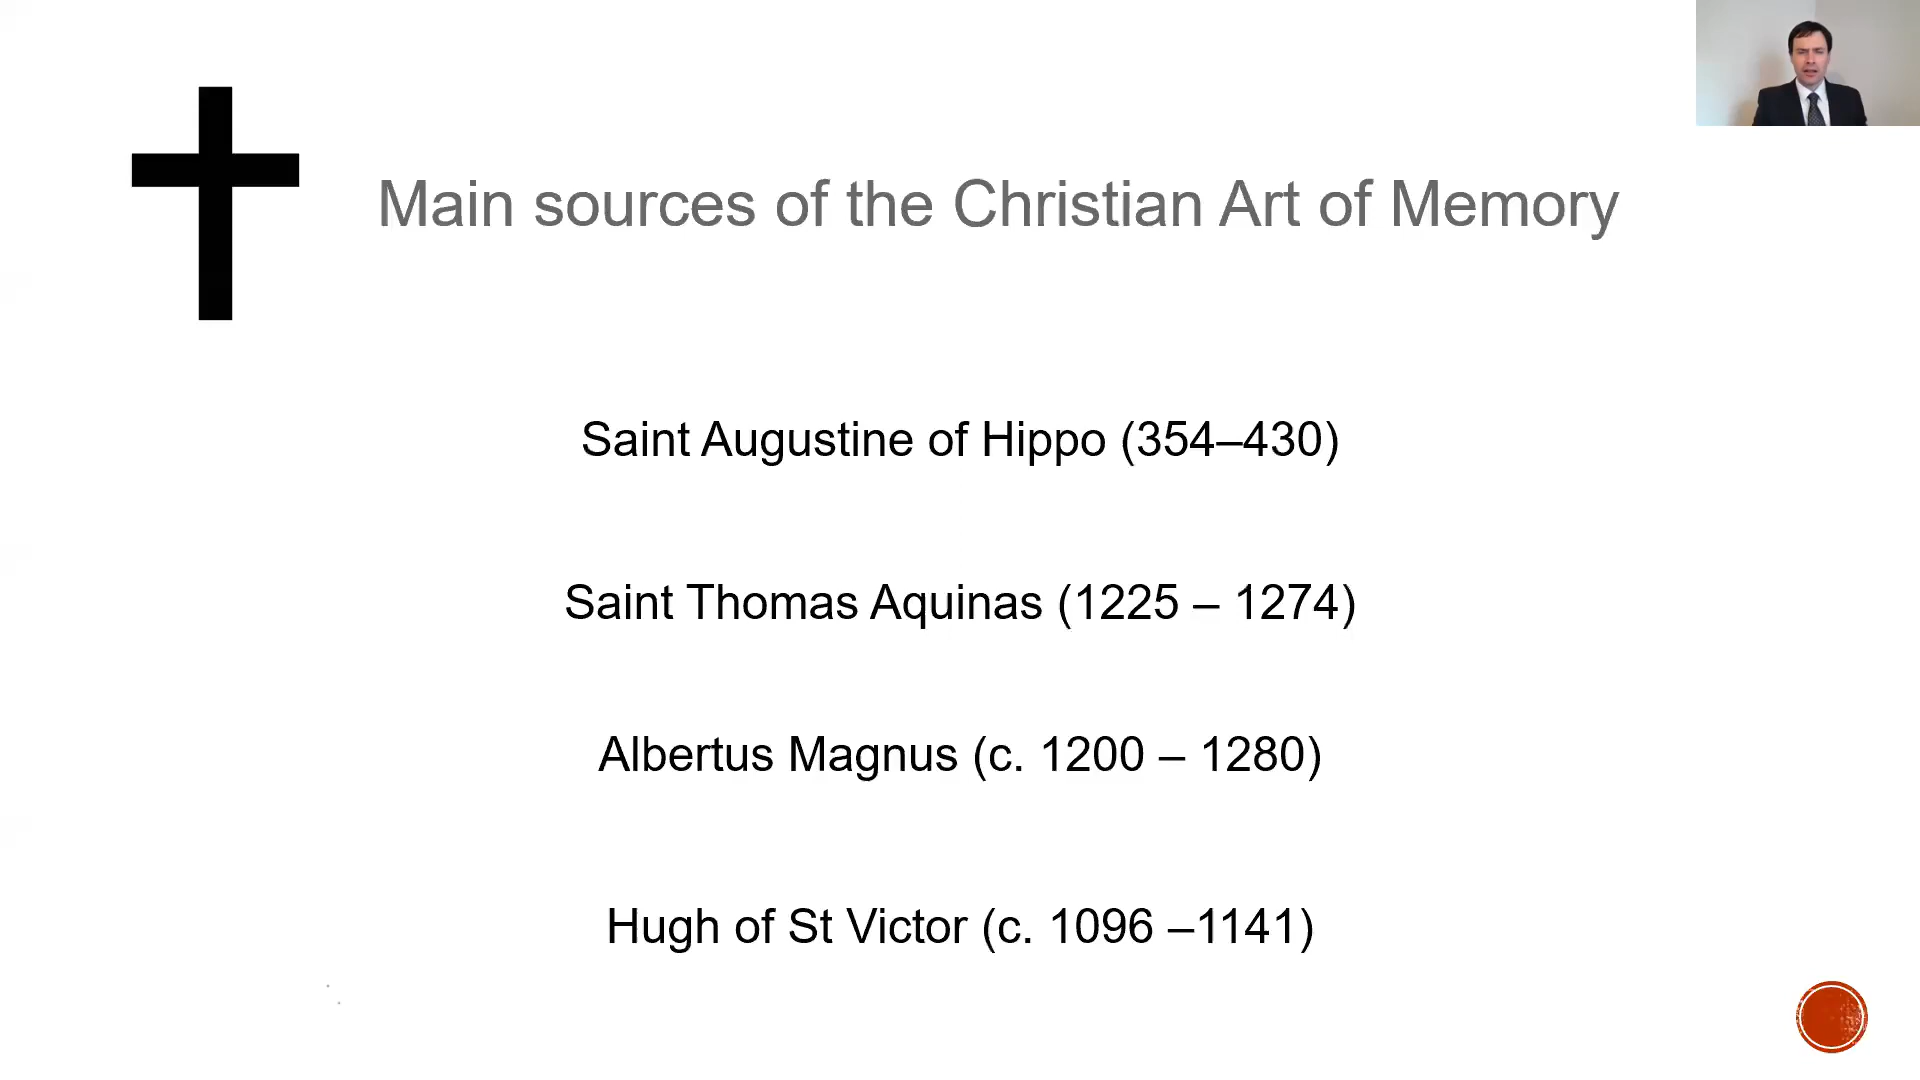 Main sources of the Christian Art of Memory
Saint Augustine of Hippo (354–430)
Saint Thomas Aquinas (1225 – 1274)
Albertus Magnus (c. 1200 – 1280)
Hugh of St Victor (c. 1096 –1141)